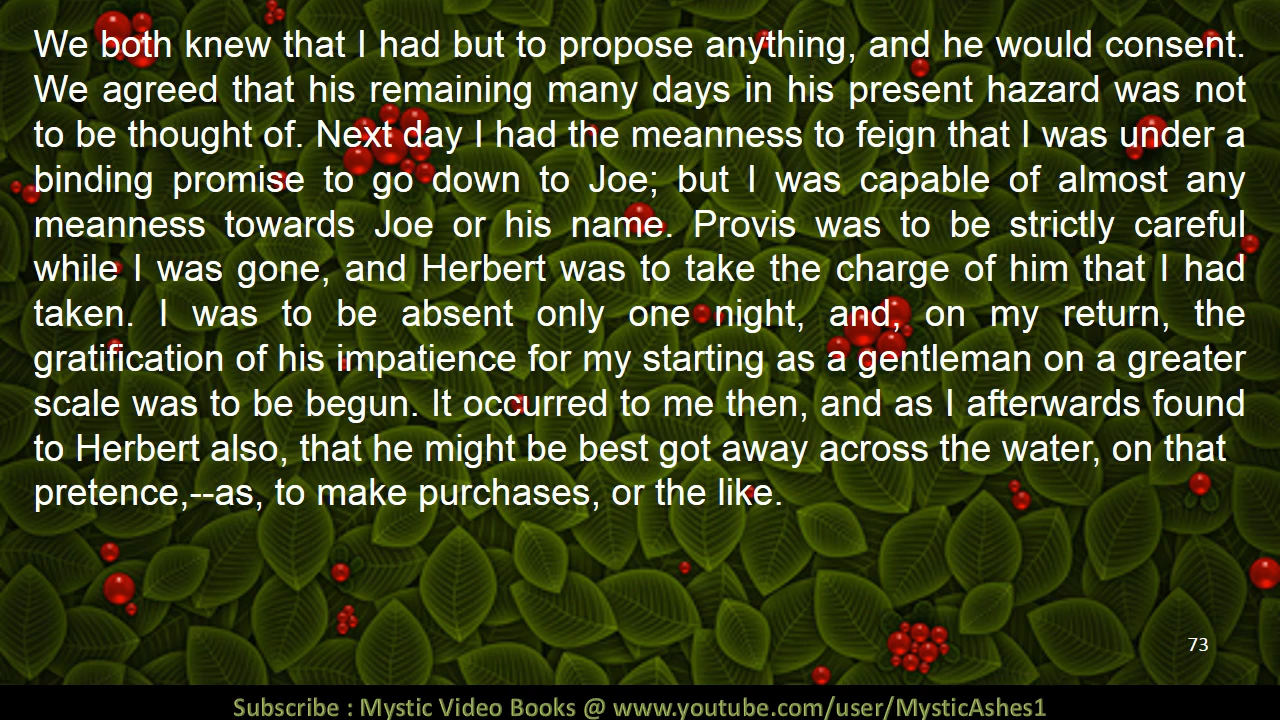 We both knew that I had but to propose anything, and he would consent.
We agreed that his remaining many days in his present hazard was not
to be thought of. Next day I had the meanness to feign that I was under a
binding promise to go down to Joe; but I was capable of almost any
meanness towards Joe or his name. Provis was to be strictly careful
while I was gone, and Herbert was to take the charge of him that I had
taken. I was to be absent only one night, and, on my return, the
gratification of his impatience for my starting as a gentleman on a greater
scale was to be begun. It occurred to me then, and as I afterwards found
to Herbert also, that he might be best got away across the water, on that
pretence,--as, to make purchases, or the like.
73
Subscribe : Mystic Video Books @ www.youtube.com/user/MysticAshes1